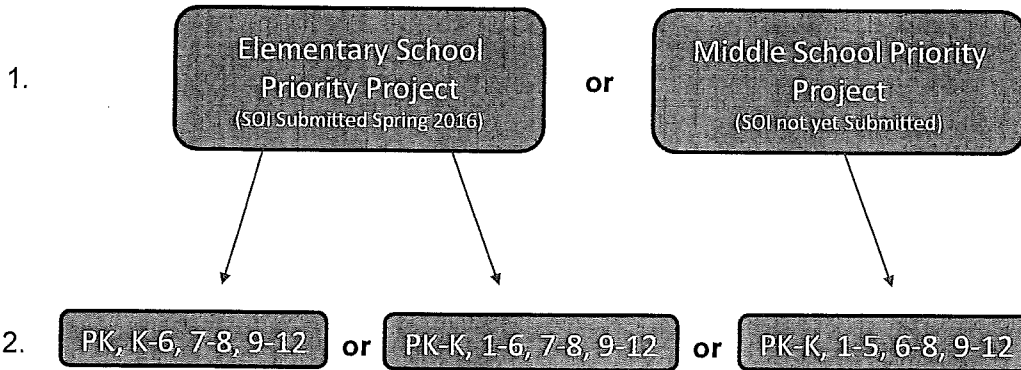 1.
Elementary School
Priority Project
(SOI Submitted Spring 2016)
or
Middle School Priority
Project
(SOI not yet Submitted)
2.
PK, K-6, 7-8, 9-12
or
PK-K, 1-6, 7-8, 9-12
or
PK-K, 1-5, 6-8, 9-12